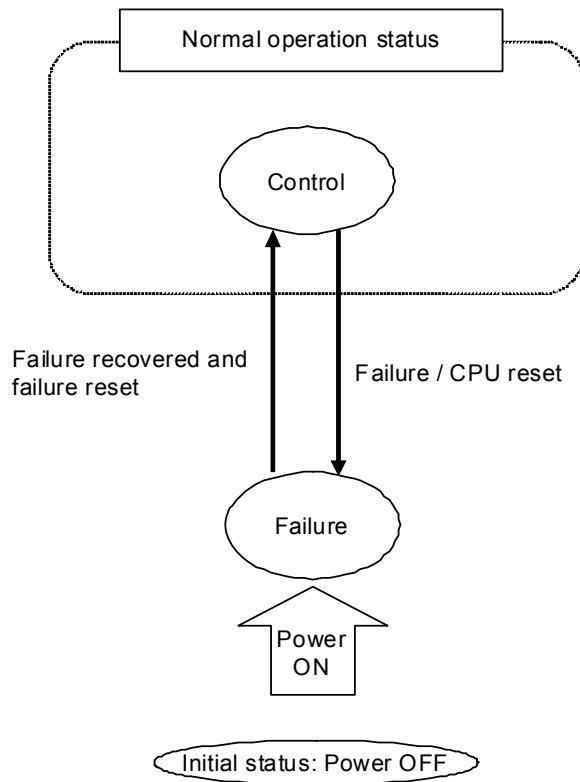 Normal operation status
Control
Failure recovered and
failure reset
Failure / CPU reset
Failure
Power
ON
Initial status: Power OFF